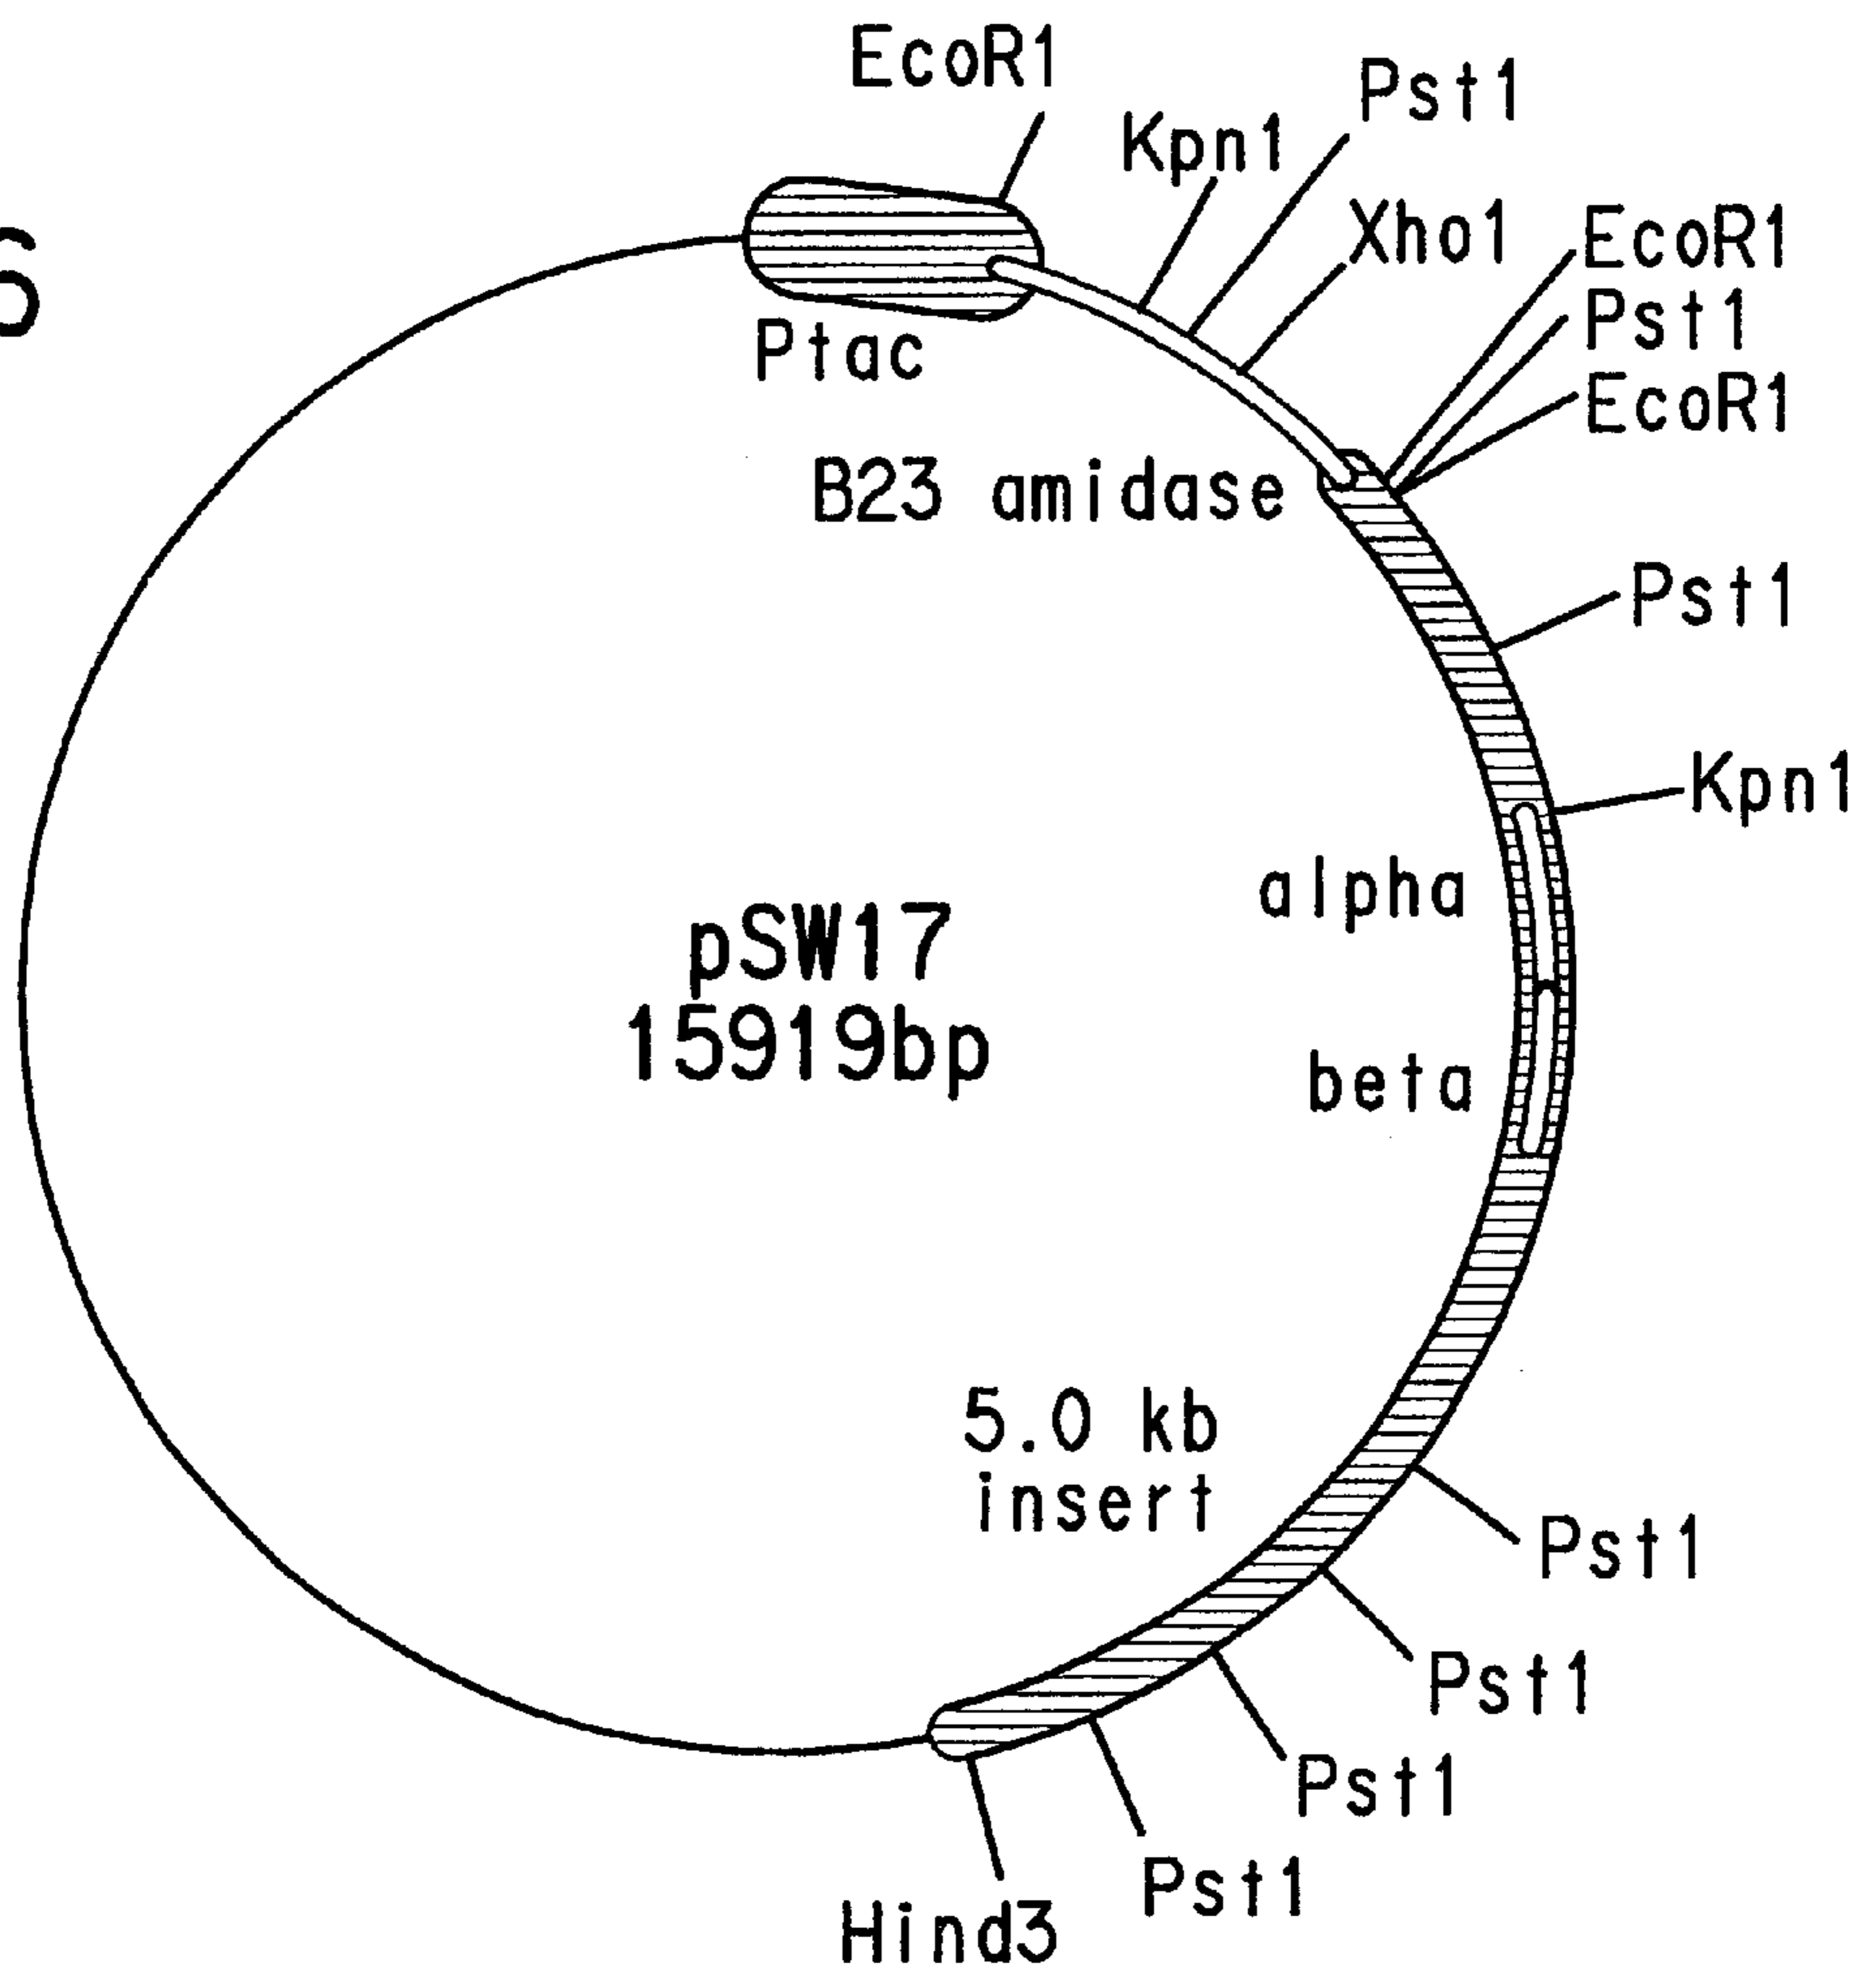 EcoR1
Kpn1
Pst1
Xho1
EcoR1
Pst1
EcoR1
Ptac
B23 amidase
Pst1
Kpn1
alpha
pSW17
15919bp
beta
5.0 kb
insert
Pst1
Pst1
Pst1
Pst1
Hind3